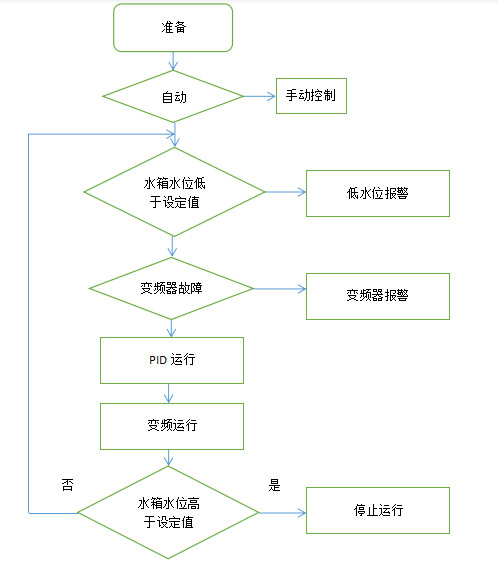 准备
自动
手动控制
水箱水位低
于设定值
低水位报警
变频器故障
变频器报警
PID 运行
变频运行
否
是
水箱水位高
于设定值
停止运行